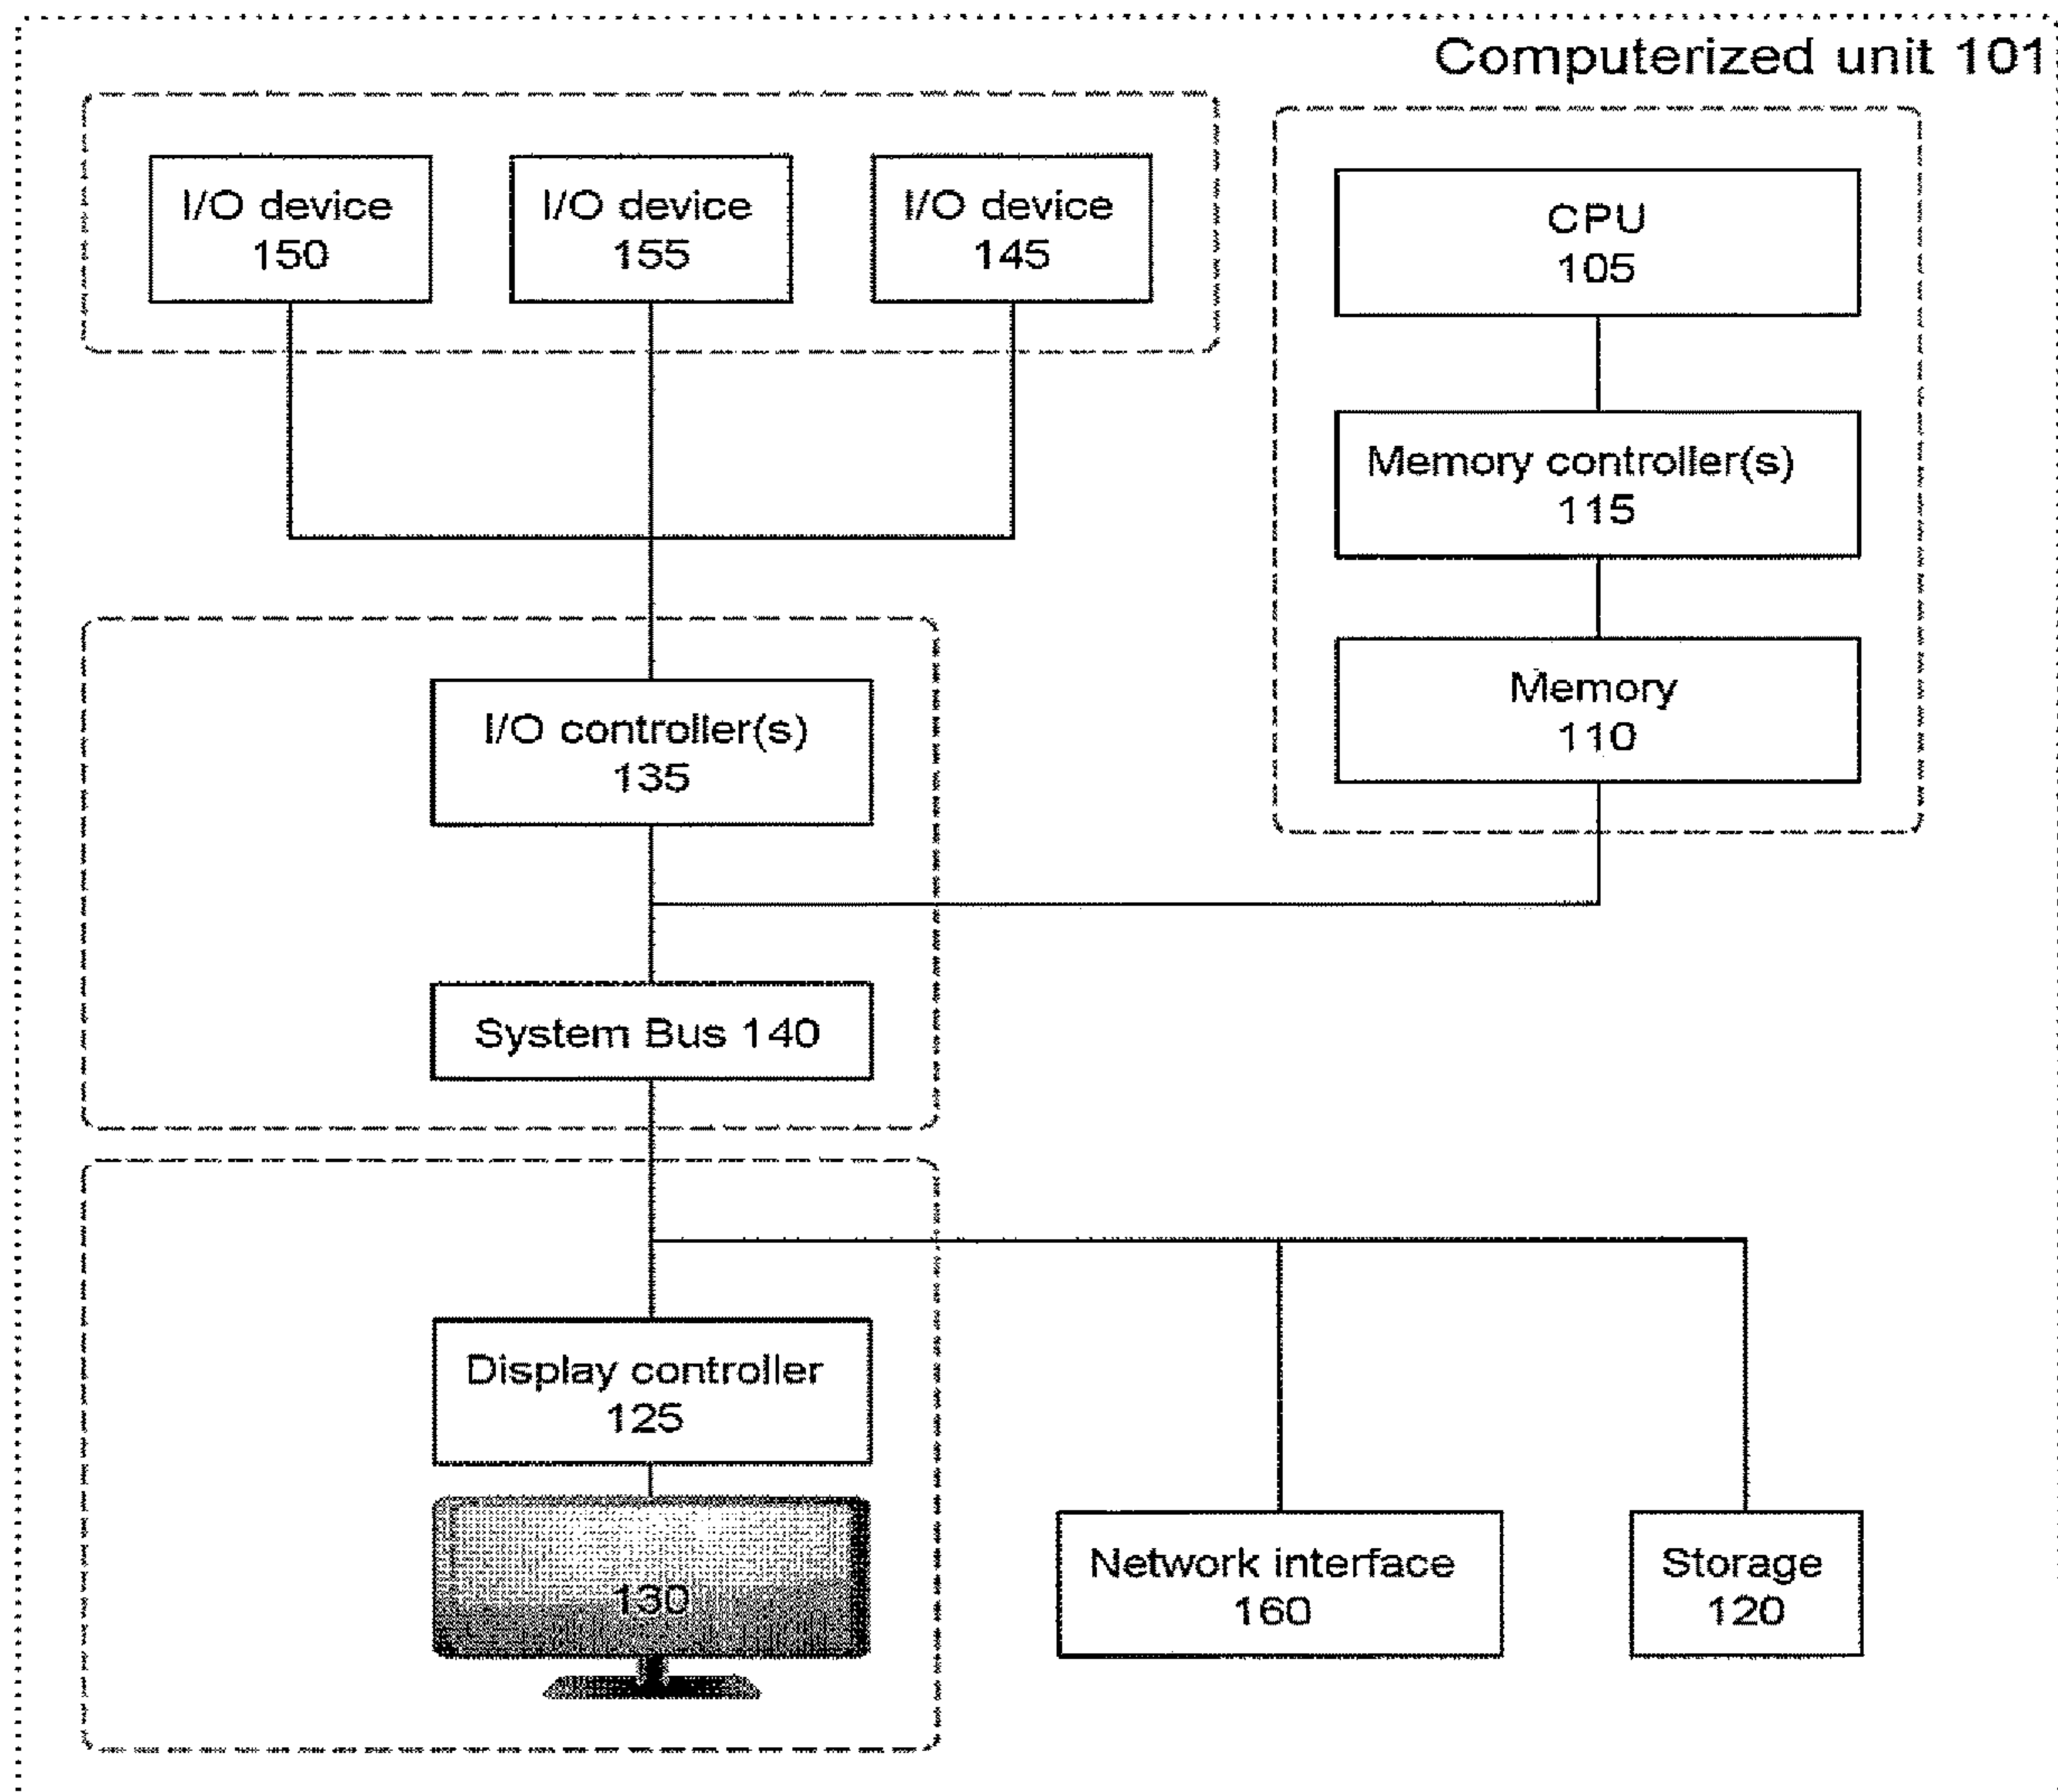 Computerized unit 101
I/O device
150
I/O device
155
I/O device
145
CPU
105
Memory controller(s)
115
Memory
110
I/O controller(s)
135
System Bus 140
Display controller
125
130
Network interface
160
Storage
120